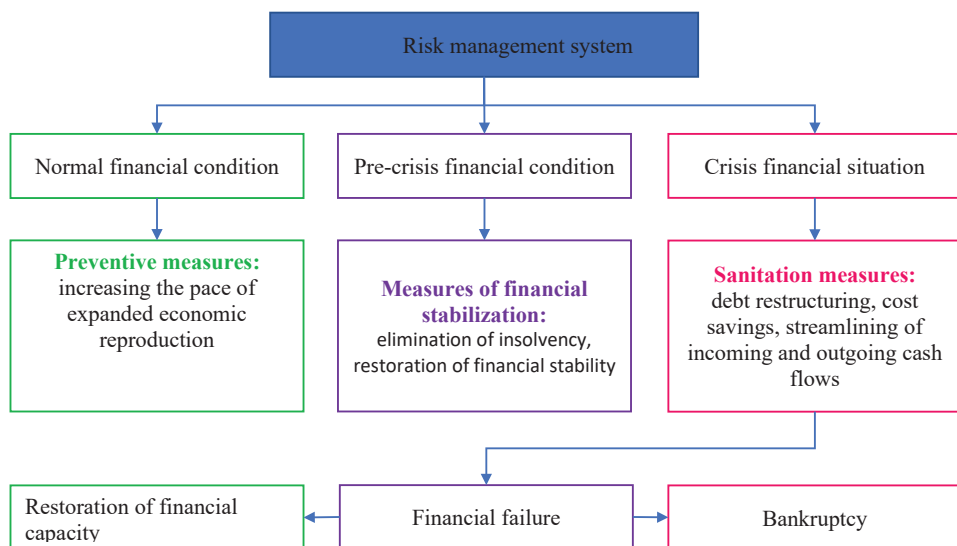 Risk management system
Normal financial condition
Pre-crisis financial condition
Crisis financial situation
Preventive measures:
increasing the pace of
expanded economic
reproduction
Measures of financial
stabilization:
elimination of insolvency,
restoration of financial stability
Sanitation measures:
debt restructuring, cost
savings, streamlining of
incoming and outgoing cash
flows
Restoration of financial
capacity
Financial failure
Bankruptcy